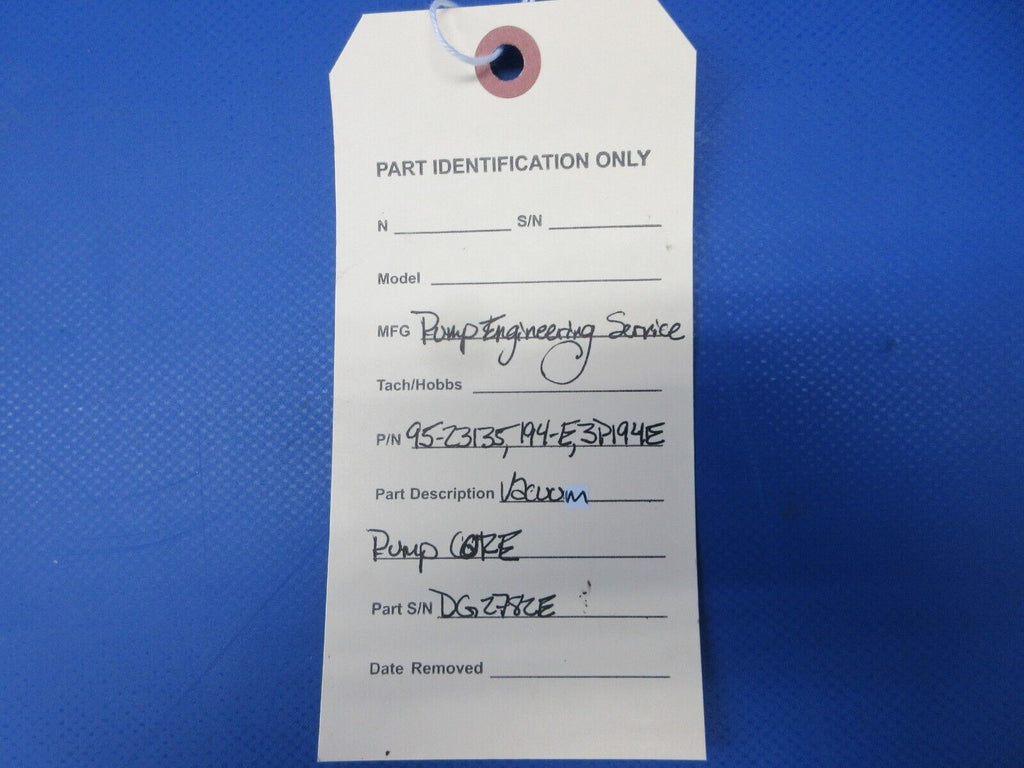 PART IDENTIFICATION ONLY
N S/N
Model
MFG Pump Engineering Service
Tach/Hobbs
P/N 95-23135, 194-E, 3P194E
Part Description Vacuum
Pump CORE
Part S/N DG2782E
Date Removed